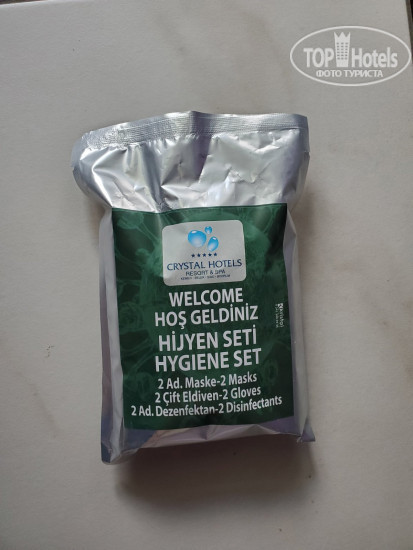 TOP Hotels
ФОТО ТУРИСТА
CRYSTAL HOTELS
RESORT & SPA
WELCOME
HOŞ GELDİNİZ
HİJYEN SETİ
HYGIENE SET
2 Ad. Maske-2 Masks
2 Çift Eldiven-2 Gloves
2 Ad. Dezenfektan-2 Disinfectants